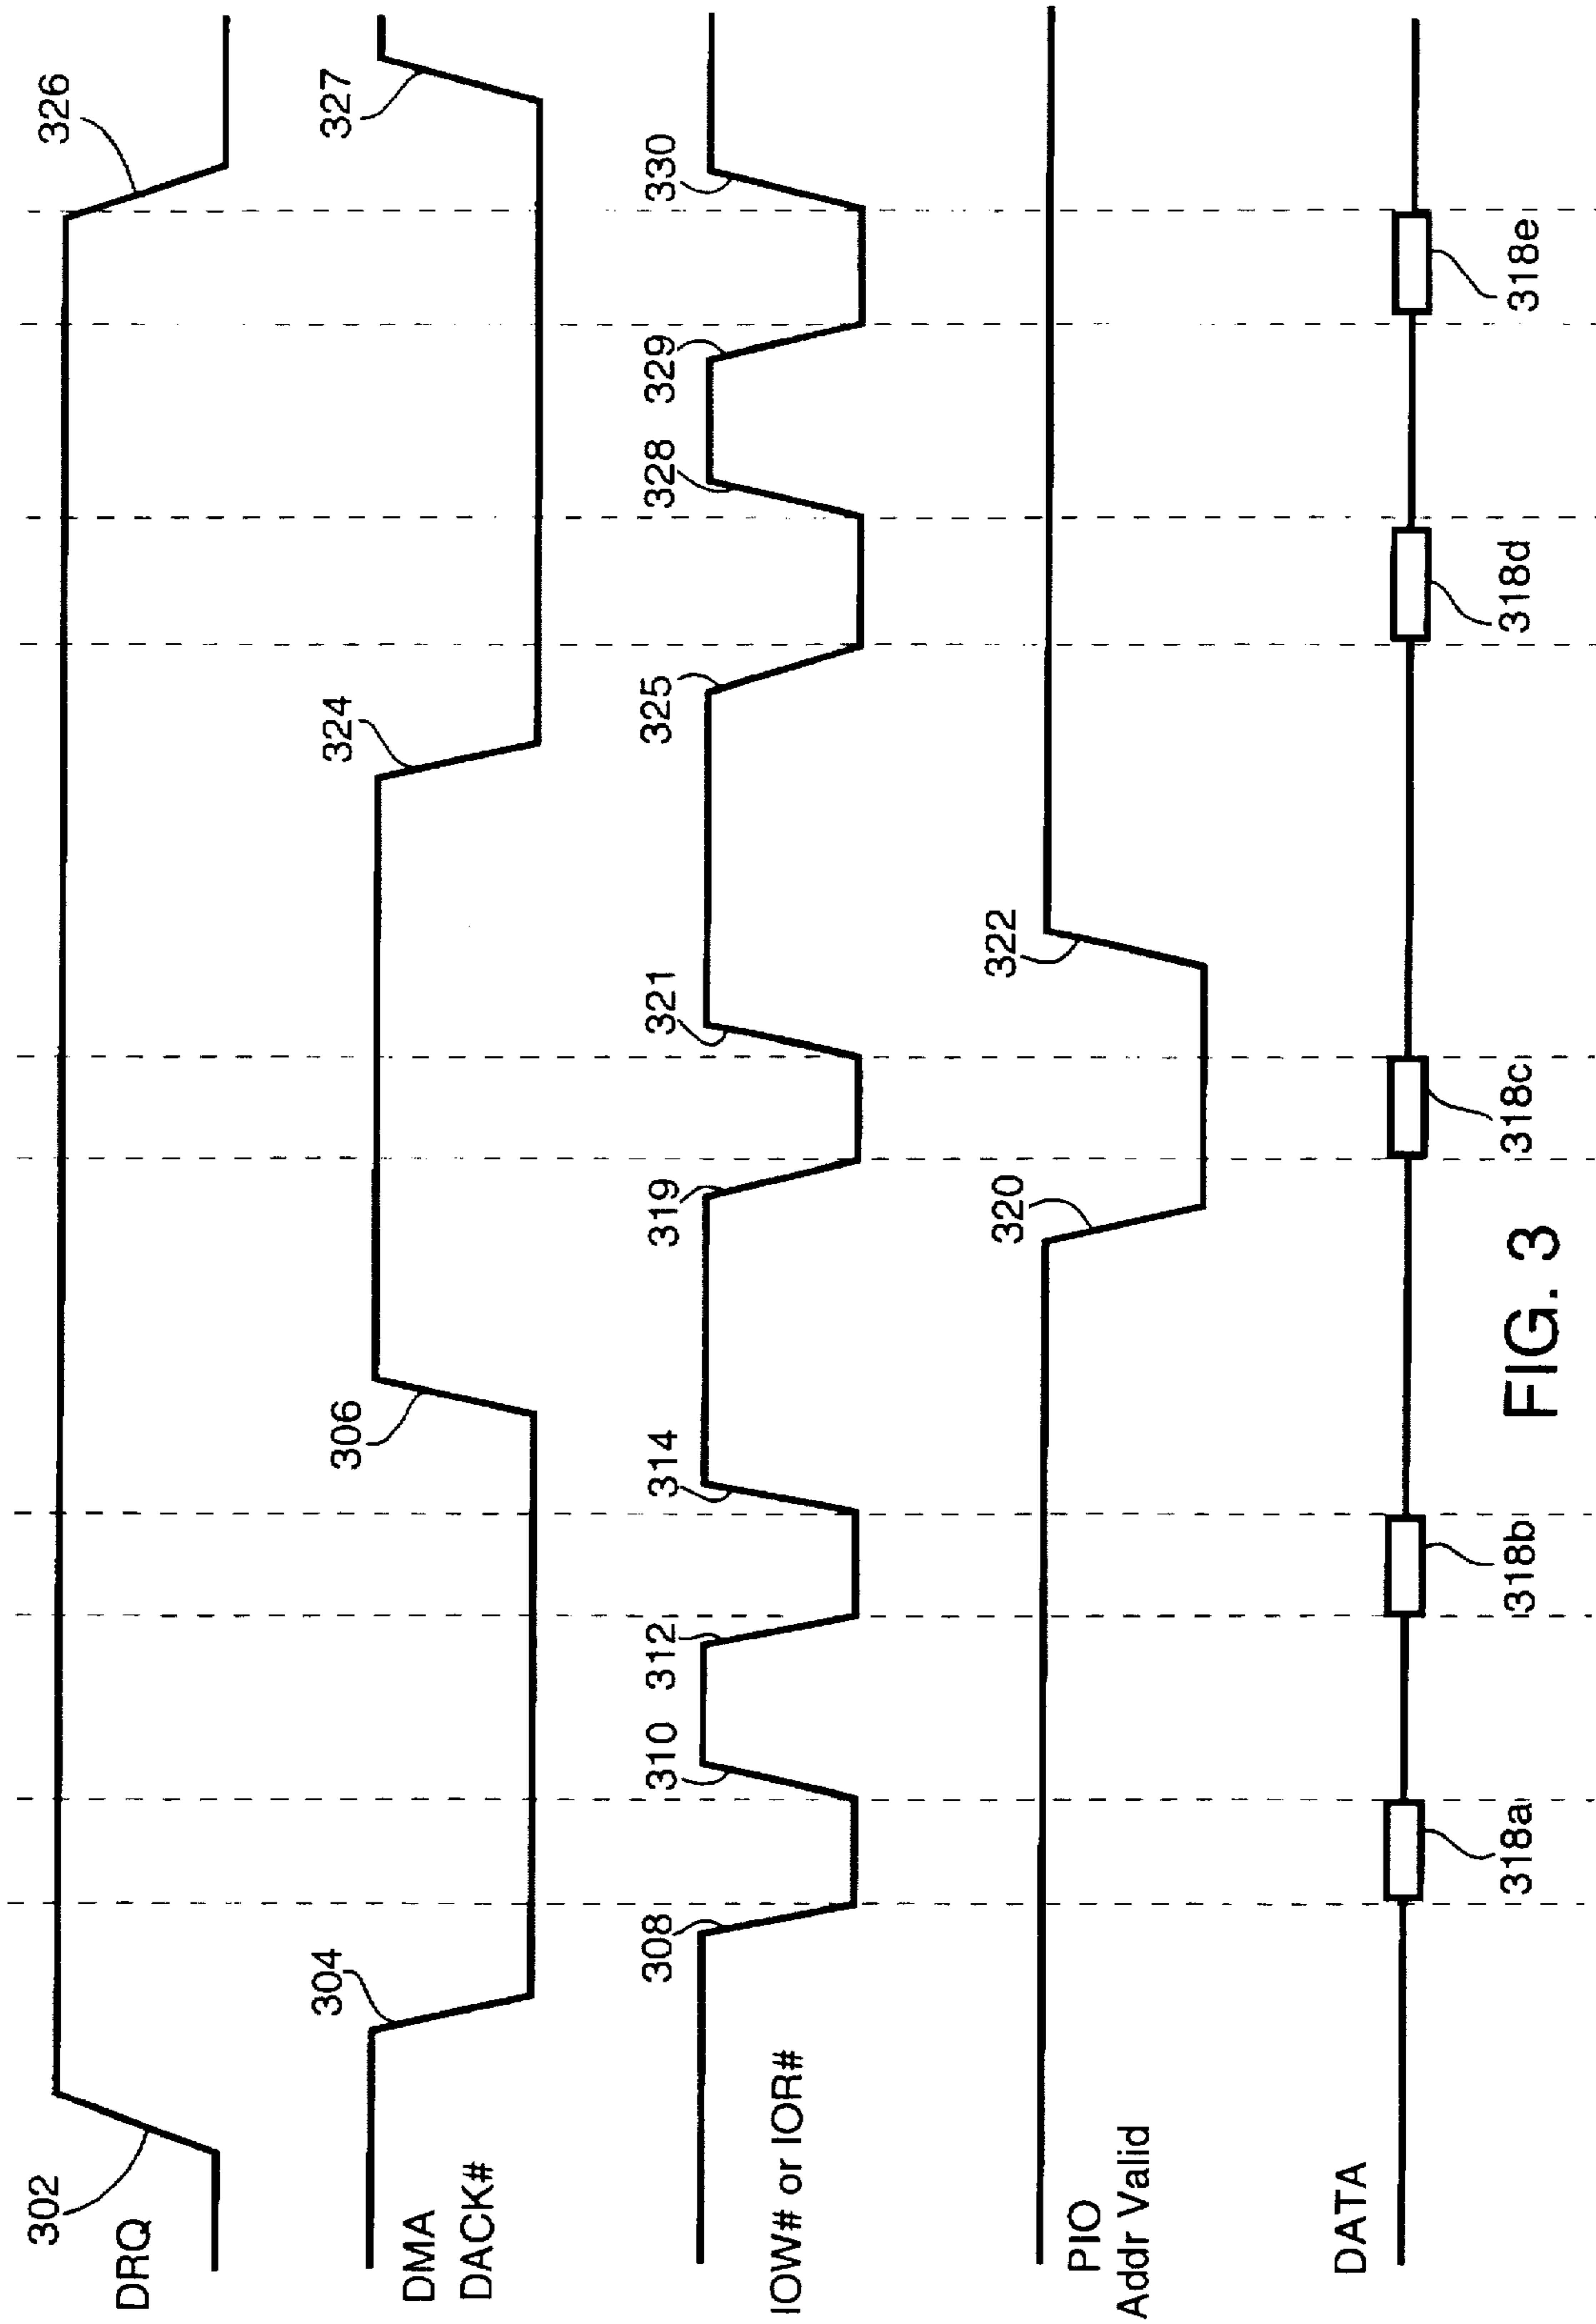 302
326
DRQ
304
306
324
327
DMA
DACK#
308
310
312
314
319
321
325
328
329
330
IOW# or IOR#
320
322
PIO
Addr Valid
DATA
318a
318b
318c
318d
318e
FIG. 3